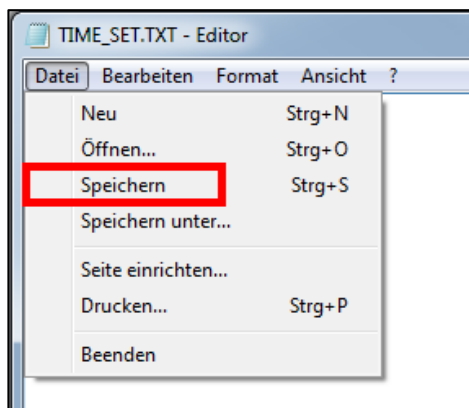 TIME_SET.TXT - Editor
Datei Bearbeiten Format Ansicht ?
Neu Strg+N
Öffnen... Strg+O
Speichern Strg+S
Speichern unter...
Seite einrichten...
Drucken... Strg+P
Beenden